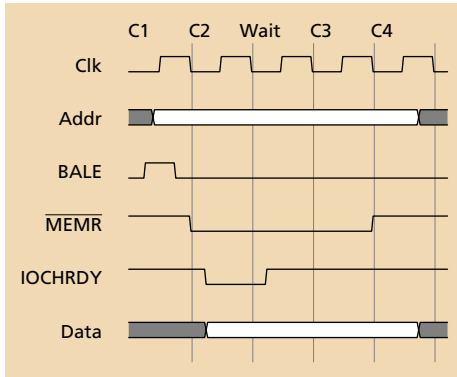 C1 C2 Wait C3 C4
Clk
Addr
BALE
MEMR
IOCHRDY
Data